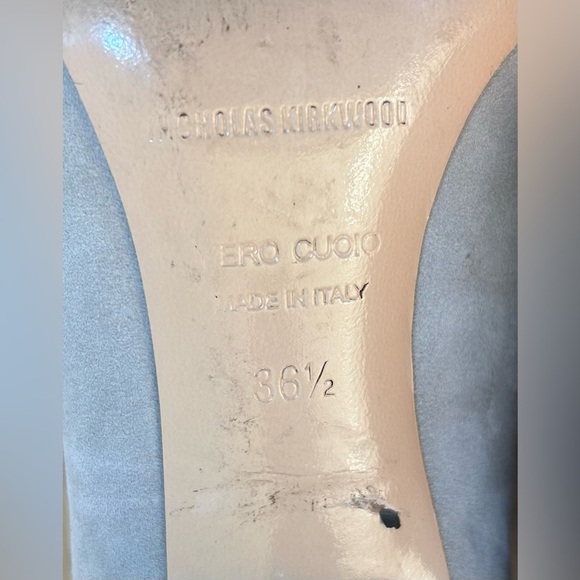 NICHOLAS KIRKWOOD
VERO CUOIO
MADE IN ITALY
36½